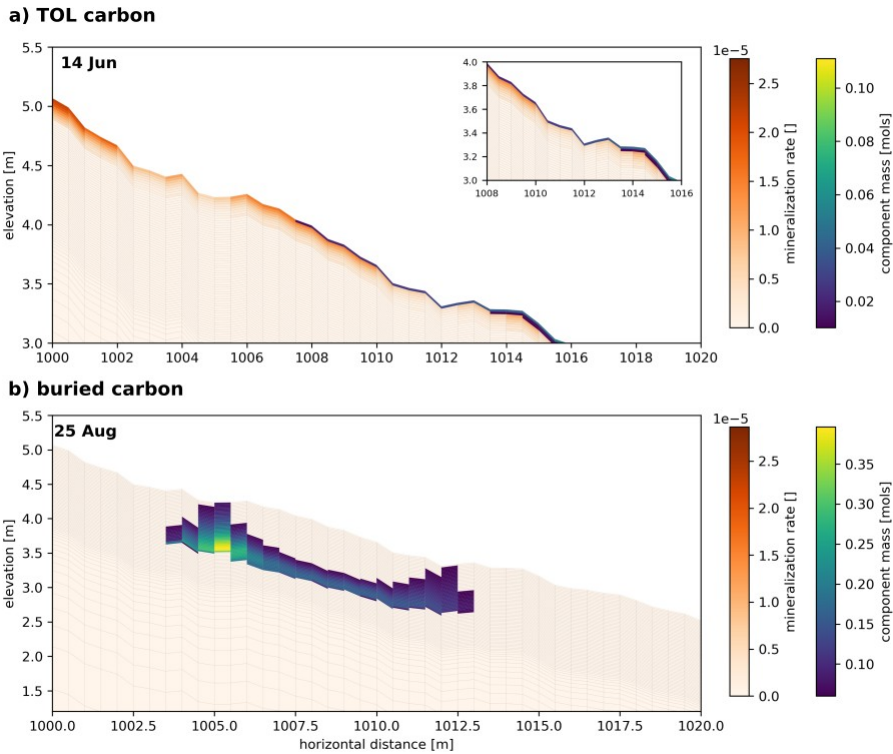 a) TOL carbon
14 Jun
5.5
5.0
4.5
4.0
3.5
3.0
elevation [m]
1000 1002 1004 1006 1008 1010 1012 1014 1016 1018 1020
4.0
3.8
3.6
3.4
3.2
3.0
1008 1010 1012 1014 1016
1e−5
2.5
2.0
1.5
1.0
0.5
0.0
mineralization rate []
0.10
0.08
0.06
0.04
0.02
component mass [mols]
b) buried carbon
25 Aug
5.5
5.0
4.5
4.0
3.5
3.0
2.5
2.0
1.5
elevation [m]
1000.0 1002.5 1005.0 1007.5 1010.0 1012.5 1015.0 1017.5 1020.0
horizontal distance [m]
1e−5
2.5
2.0
1.5
1.0
0.5
0.0
mineralization rate []
0.35
0.30
0.25
0.20
0.15
0.10
component mass [mols]